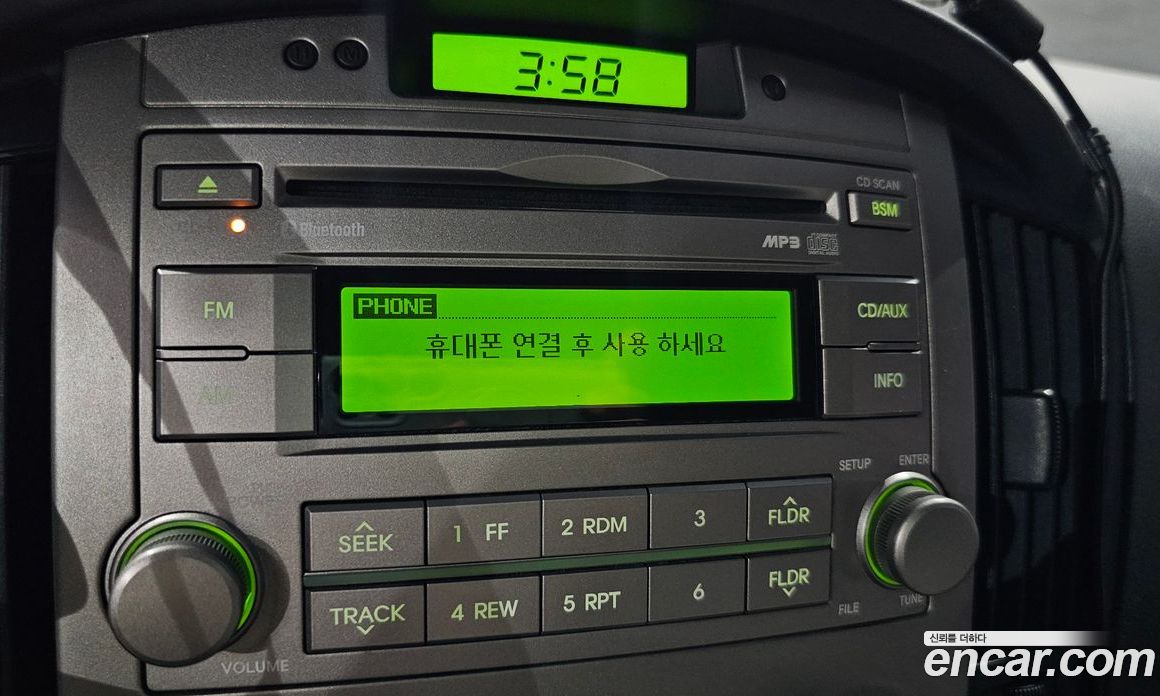 3:58
CD SCAN
BSM
Bluetooth
MP3
disc
FM
PHONE
휴대폰 연결 후 사용 하세요
CD/AUX
AM
INFO
SETUP
ENTER
SEEK
1 FF
2 RDM
3
FLDR
TRACK
4 REW
5 RPT
6
FLDR
FILE
TUNE
VOLUME
신뢰를 더하다
encar.com